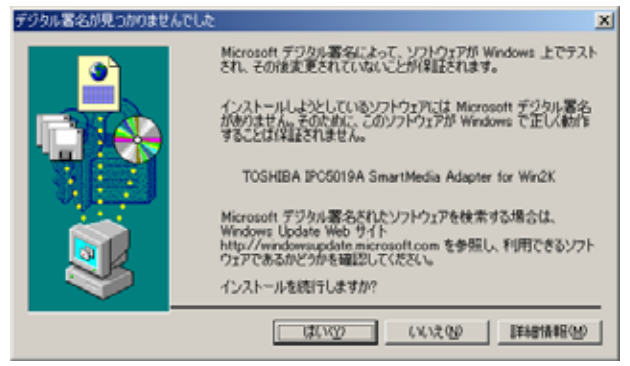 デジタル署名が見つかりませんでした
Microsoft デジタル署名によって、ソフトウェアが Windows 上でテスト
され、その後変更されていないことが保証されます。
インストールしようとしているソフトウェアには Microsoft デジタル署名
がありません。そのために、このソフトウェアが Windows で正しく動作
することは保証されません。
TOSHIBA IPC5019A SmartMedia Adapter for Win2K
Microsoft デジタル署名されたソフトウェアを検索する場合は、
Windows Update Web サイト
http://windowsupdate.microsoft.com を参照し、利用できるソフト
ウェアであるかどうかを確認してください。
インストールを続行しますか?
はい(Y) いいえ(N) 詳細情報(M)